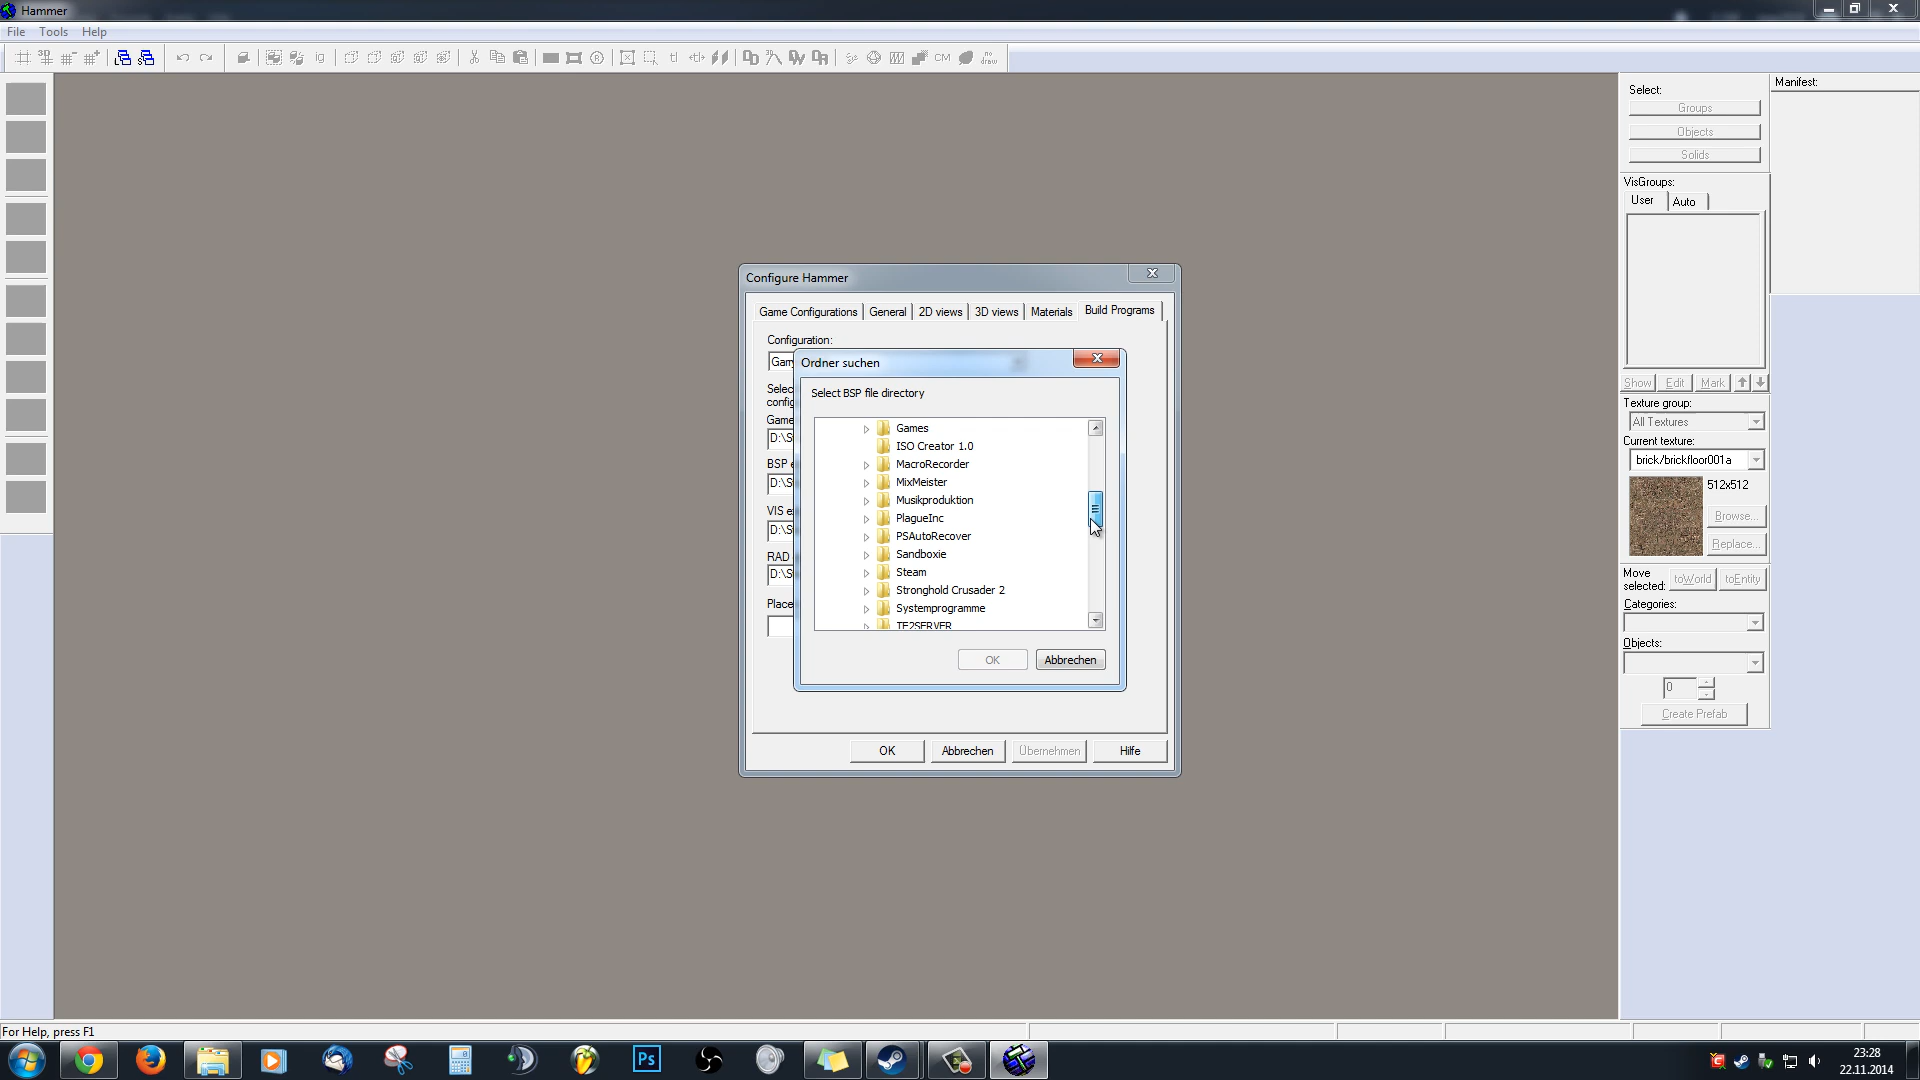 Hammer
File Tools Help
ig
CM
no draw
Select:
Groups
Objects
Solids
VisGroups:
User Auto
Show Edit Mark
Texture group:
All Textures
Current texture:
brick/brickfloor001a
512x512
Browse...
Replace...
Move selected:
toWorld toEntity
Categories:
Objects:
0
Create Prefab
Manifest:
Configure Hammer
Game Configurations General 2D views 3D views Materials Build Programs
Configuration:
VIS e
RAD
Place
Ordner suchen
Select BSP file directory
Games
ISO Creator 1.0
MacroRecorder
MixMeister
Musikproduktion
PlagueInc
PSAutoRecover
Sandboxie
Steam
Stronghold Crusader 2
Systemprogramme
TE2SERVER
OK Abbrechen
OK Abbrechen Übernehmen Hilfe
For Help, press F1
Ps
23:28
22.11.2014